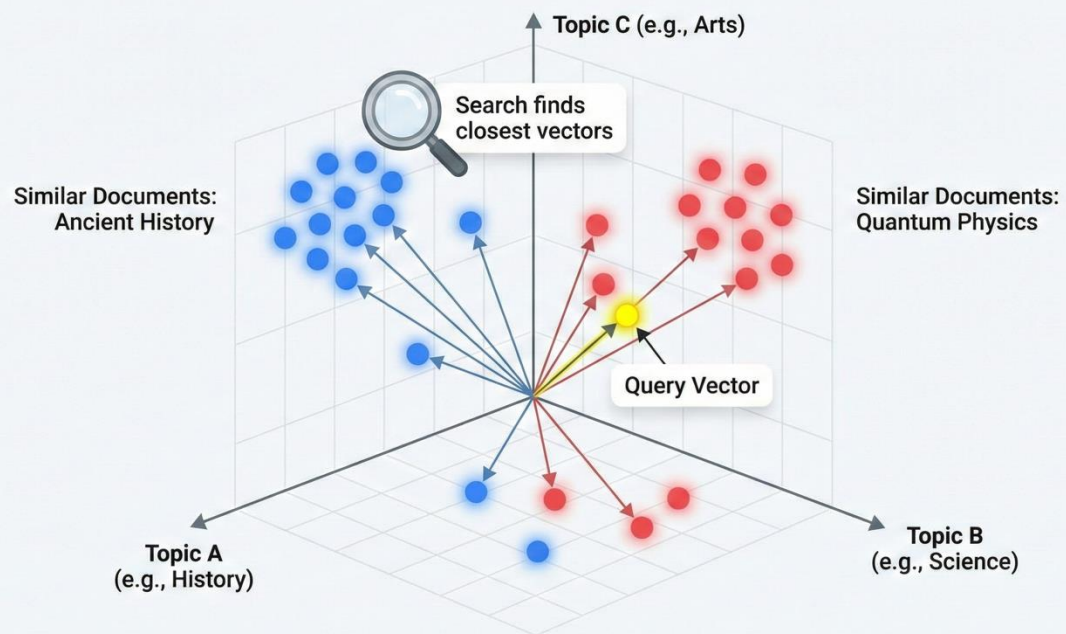 Topic C (e.g., Arts)
Search finds
closest vectors
Similar Documents:
Ancient History
Similar Documents:
Quantum Physics
Query Vector
Topic A
(e.g., History)
Topic B
(e.g., Science)